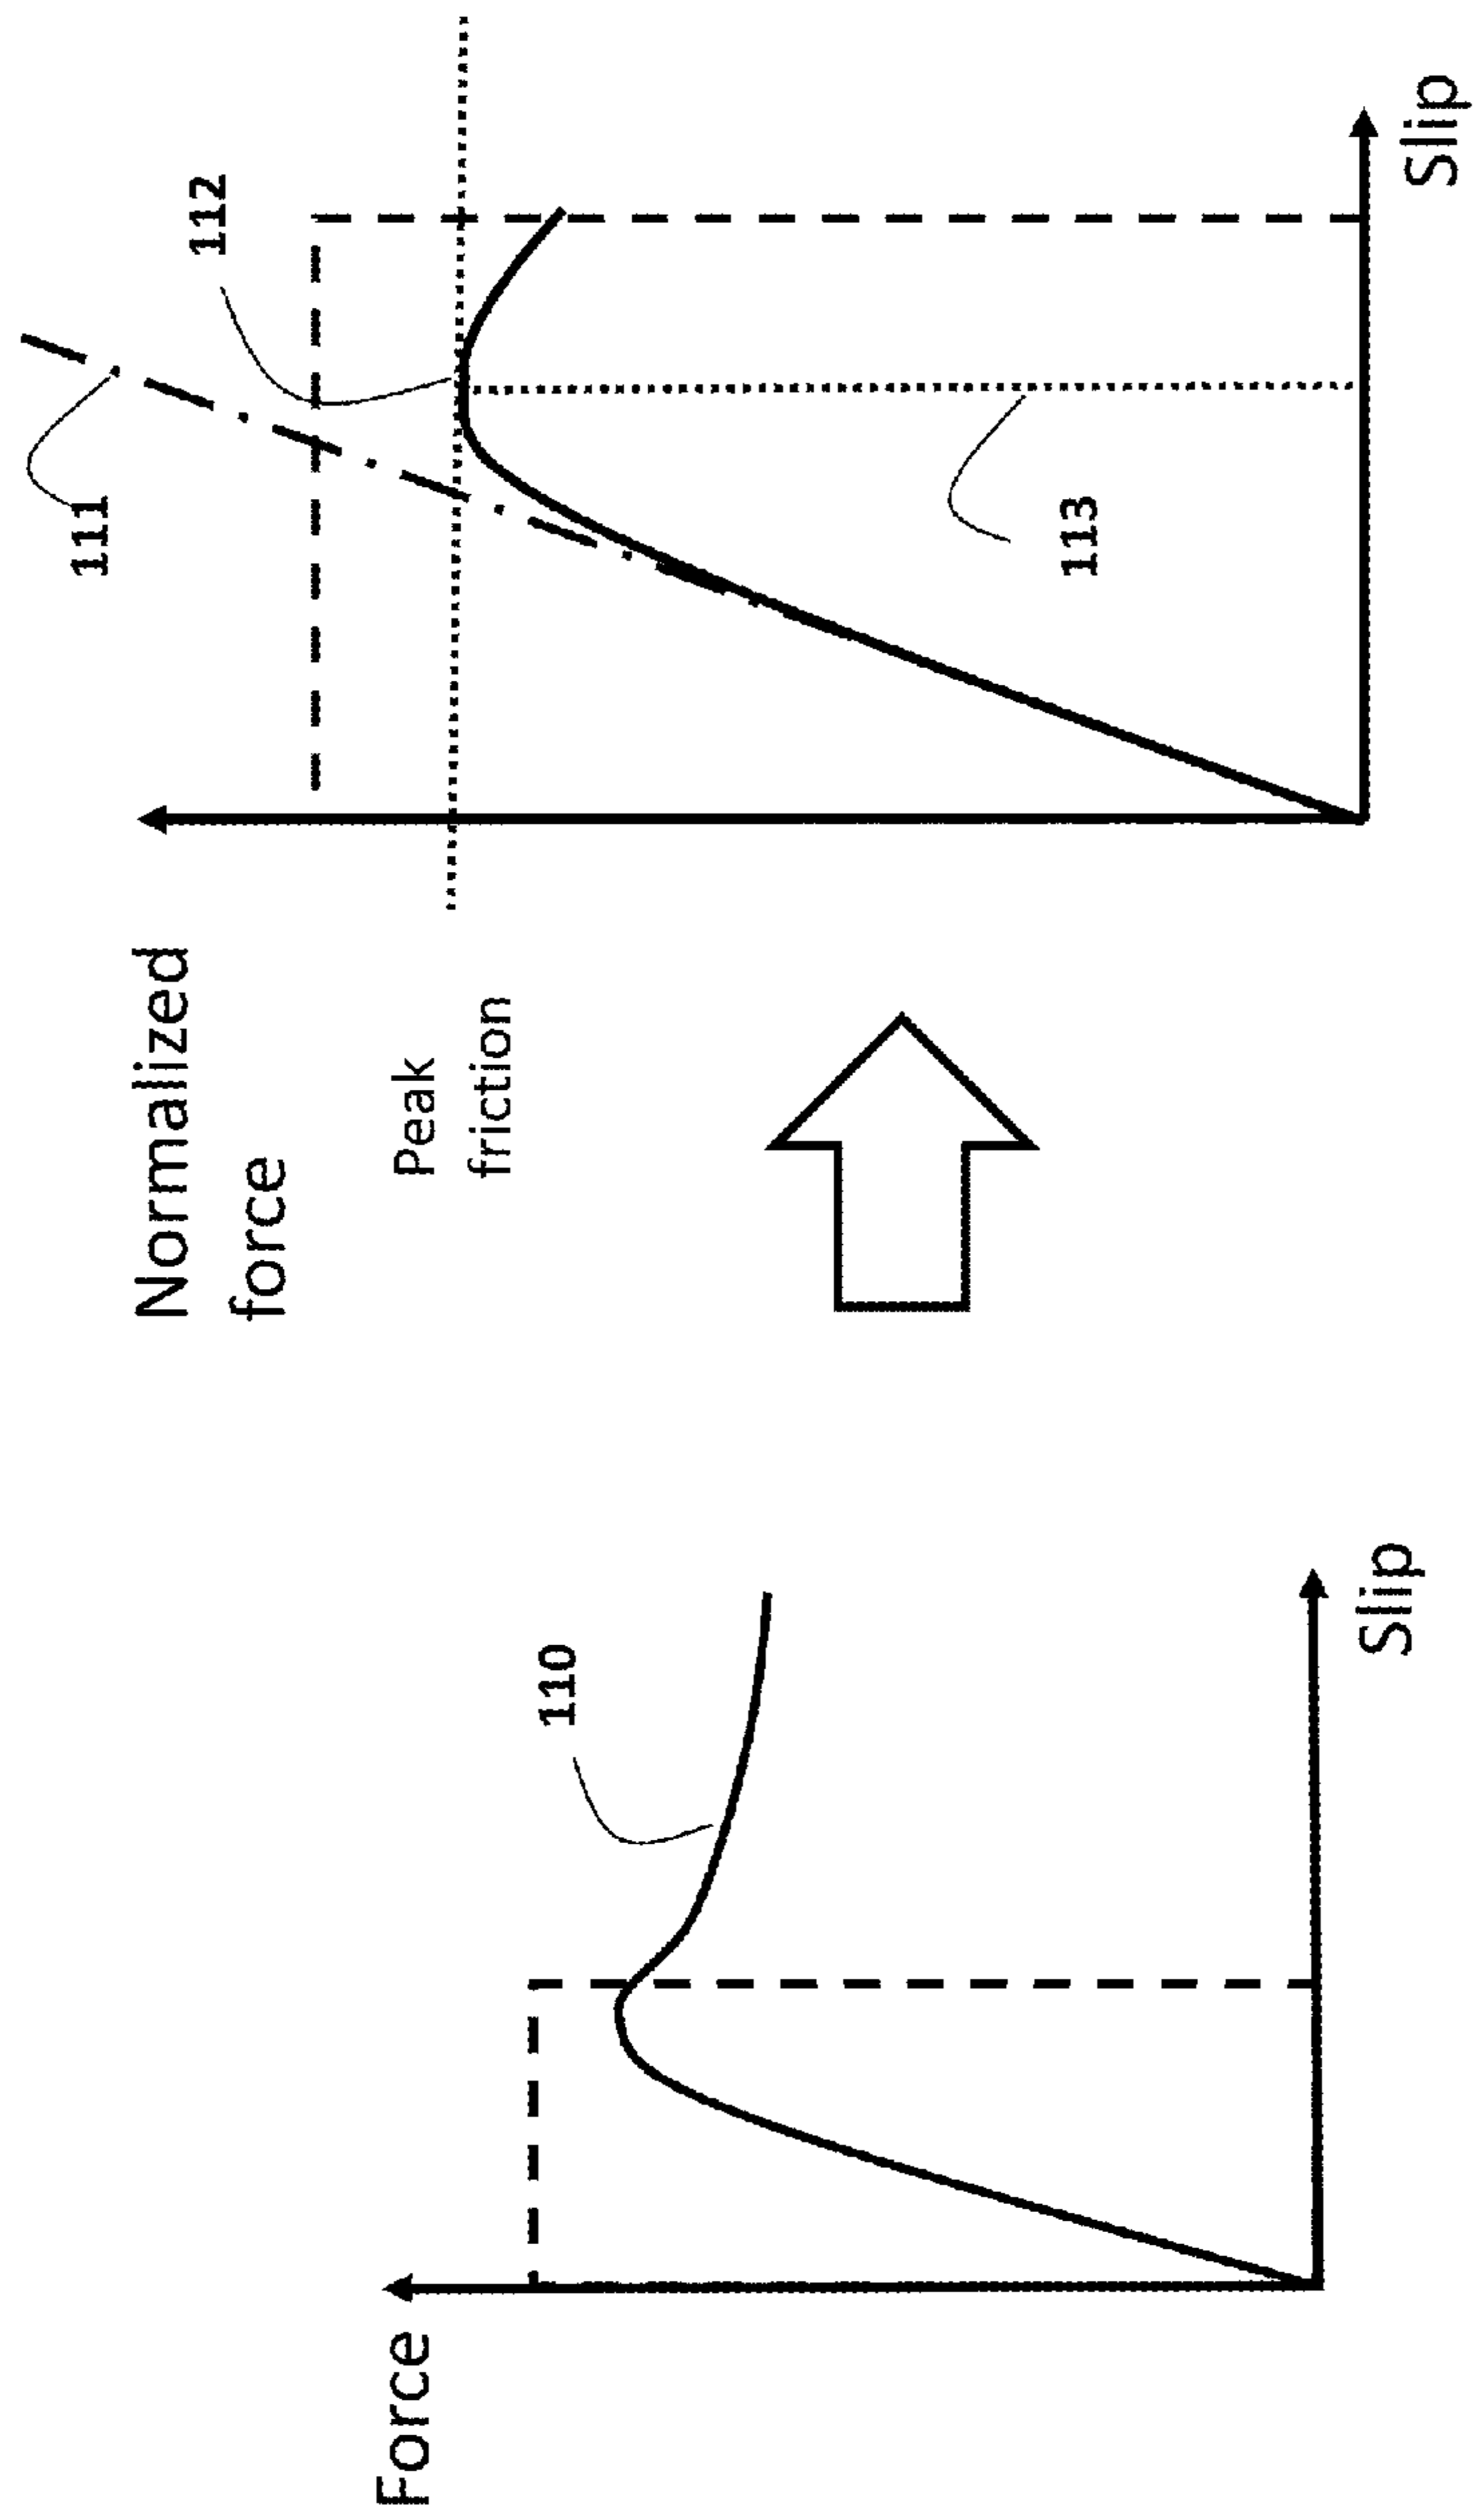 Force
110
Slip
Normalized
force
Peak
friction
111
112
113
Slip